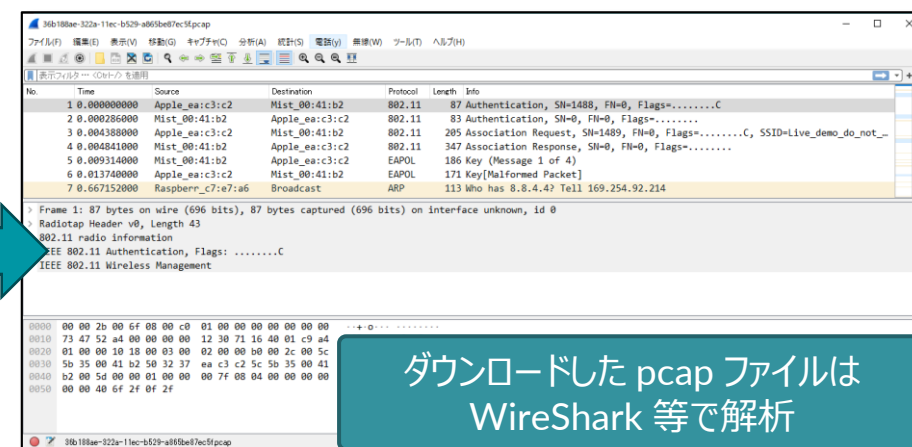 36b188ae-322a-11ec-b529-a865be87ec5f.pcap
ファイル(F) 編集(E) 表示(V) 移動(G) キャプチャ(C) 分析(A) 統計(S) 電話(y) 無線(W) ツール(T) ヘルプ(H)
表示フィルタ … <Ctrl-/> を適用
No. Time Source Destination Protocol Length Info
1 0.000000000 Apple_ea:c3:c2 Mist_00:41:b2 802.11 87 Authentication, SN=1488, FN=0, Flags=........C
2 0.000286000 Mist_00:41:b2 Apple_ea:c3:c2 802.11 83 Authentication, SN=0, FN=0, Flags=........
3 0.004388000 Apple_ea:c3:c2 Mist_00:41:b2 802.11 205 Association Request, SN=1489, FN=0, Flags=........C, SSID=Live_demo_do_not_…
4 0.004841000 Mist_00:41:b2 Apple_ea:c3:c2 802.11 347 Association Response, SN=0, FN=0, Flags=........
5 0.009314000 Mist_00:41:b2 Apple_ea:c3:c2 EAPOL 186 Key (Message 1 of 4)
6 0.013740000 Apple_ea:c3:c2 Mist_00:41:b2 EAPOL 171 Key[Malformed Packet]
7 0.667152000 Raspberr_c7:e7:a6 Broadcast ARP 113 Who has 8.8.4.4? Tell 169.254.92.214
> Frame 1: 87 bytes on wire (696 bits), 87 bytes captured (696 bits) on interface unknown, id 0
> Radiotap Header v0, Length 43
802.11 radio information
IEEE 802.11 Authentication, Flags: ........C
IEEE 802.11 Wireless Management
0000 00 00 2b 00 6f 08 00 c0 01 00 00 00 00 00 00 00 ··+·o··· ········
0010 73 47 52 a4 00 00 00 00 12 30 71 16 40 01 c9 a4
0020 01 00 00 10 18 00 03 00 02 00 00 b0 00 2c 00 5c
0030 5b 35 00 41 b2 50 32 37 ea c3 c2 5c 5b 35 00 41
0040 b2 00 5d 00 00 01 00 00 00 7f 08 04 00 00 00 00
0050 00 00 40 6f 2f 0f 2f
ダウンロードした pcap ファイルは
WireShark 等で解析
36b188ae-322a-11ec-b529-a865be87ec5f.pcap